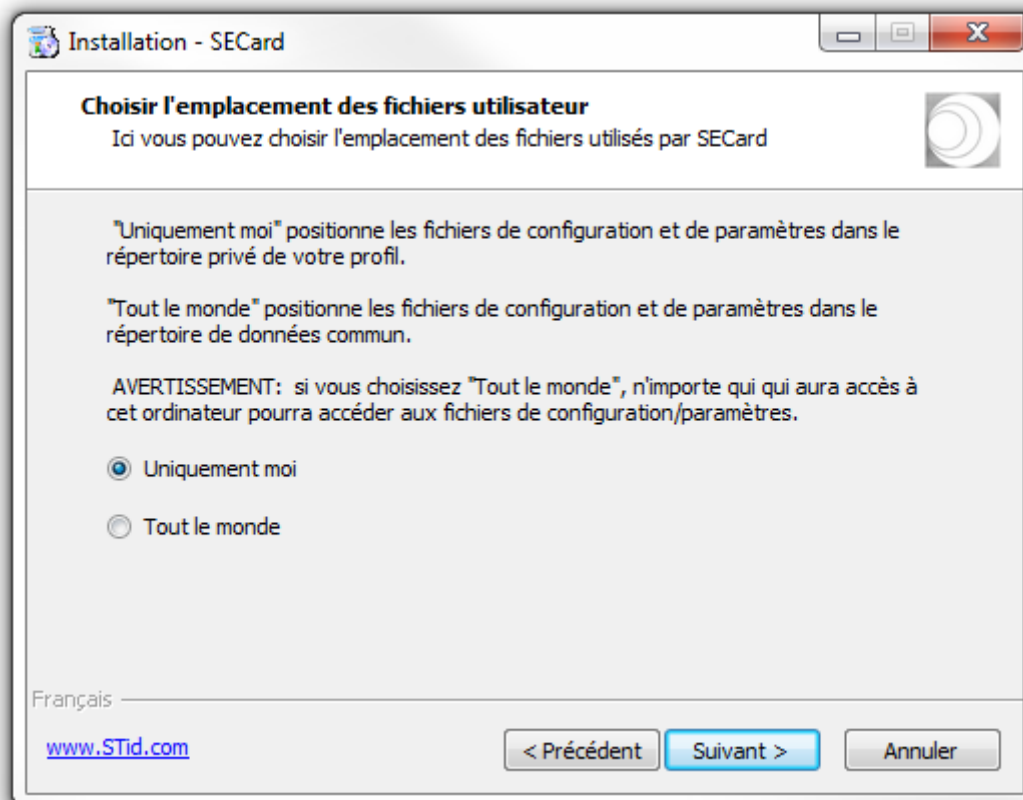 Installation - SECard
Choisir l'emplacement des fichiers utilisateur
Ici vous pouvez choisir l'emplacement des fichiers utilisés par SECard
"Uniquement moi" positionne les fichiers de configuration et de paramètres dans le
répertoire privé de votre profil.
"Tout le monde" positionne les fichiers de configuration et de paramètres dans le
répertoire de données commun.
AVERTISSEMENT: si vous choisissez "Tout le monde", n'importe qui qui aura accès à
cet ordinateur pourra accéder aux fichiers de configuration/paramètres.
Uniquement moi
Tout le monde
Français
www.STid.com
< Précédent
Suivant >
Annuler